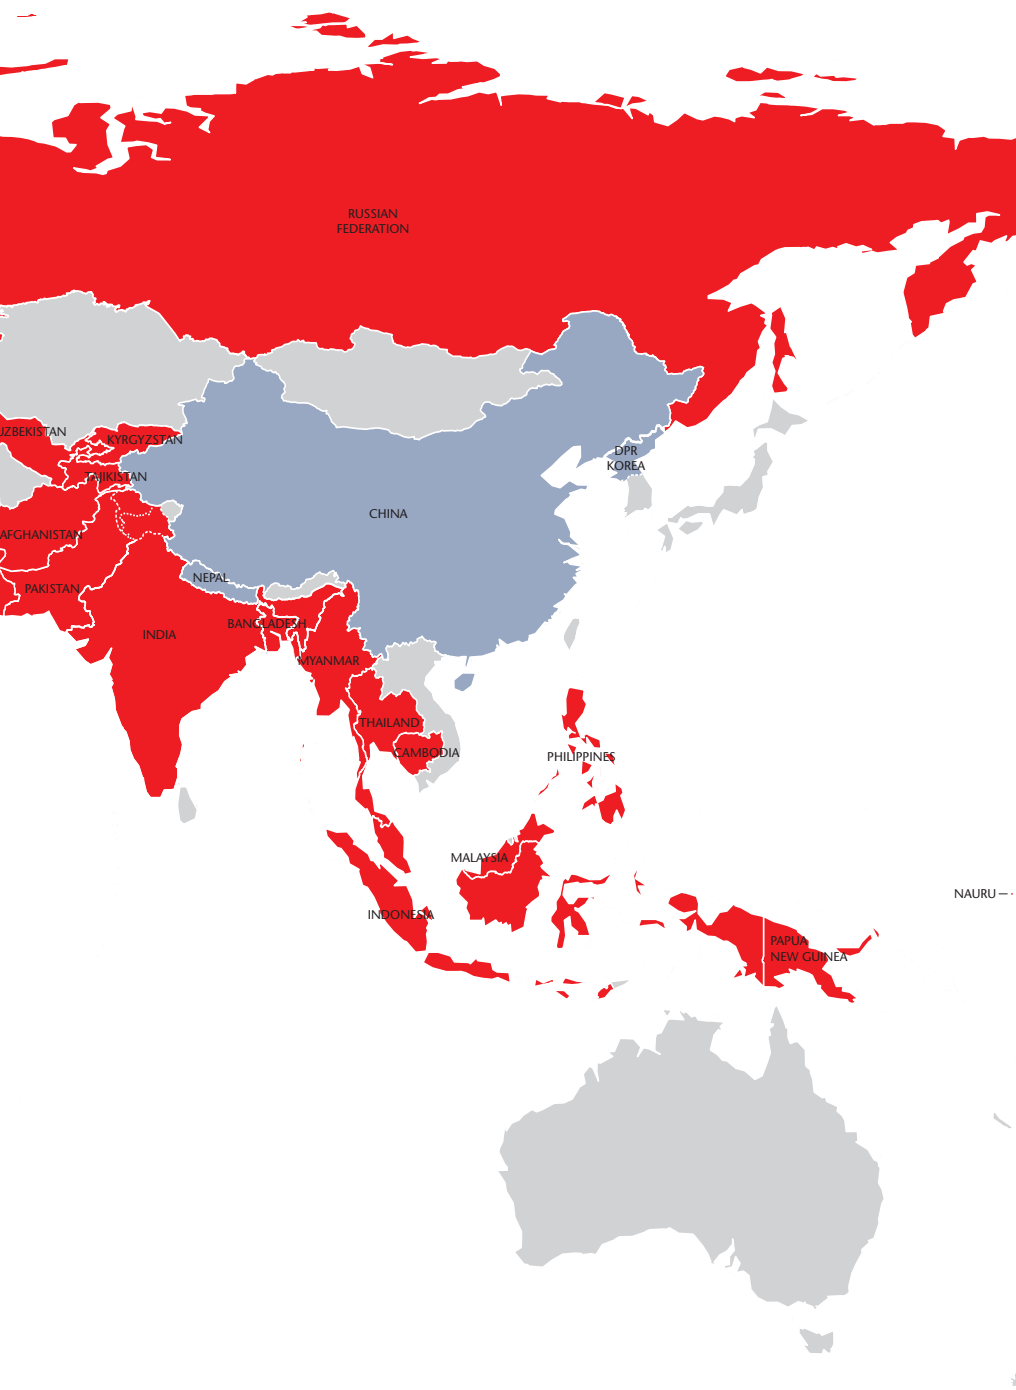 RUSSIAN
FEDERATION
UZBEKISTAN
KYRGYZSTAN
TAJIKISTAN
DPR
KOREA
CHINA
AFGHANISTAN
NEPAL
PAKISTAN
BANGLADESH
INDIA
MYANMAR
THAILAND
CAMBODIA
PHILIPPINES
MALAYSIA
NAURU
INDONESIA
PAPUA
NEW GUINEA